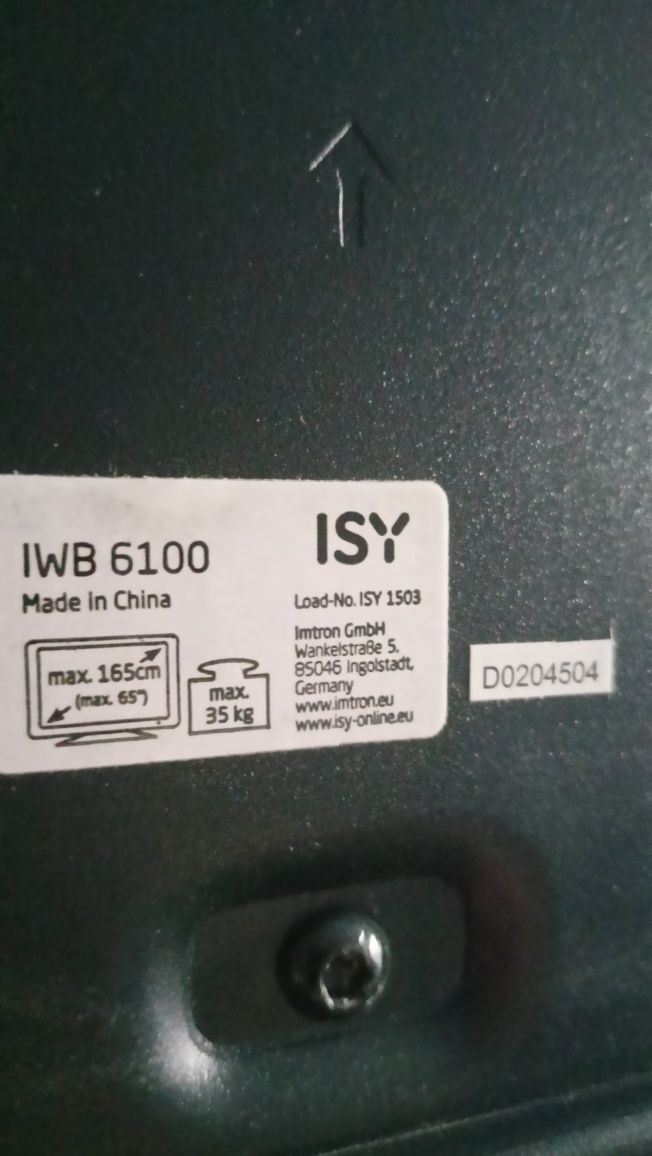 IWB 6100
Made in China
max. 165cm
(max. 65")
max.
35 kg
ISY
Load-No. ISY 1503
Imtron GmbH
Wankelstraße 5,
85046 Ingolstadt,
Germany
www.imtron.eu
www.isy-online.eu
D0204504